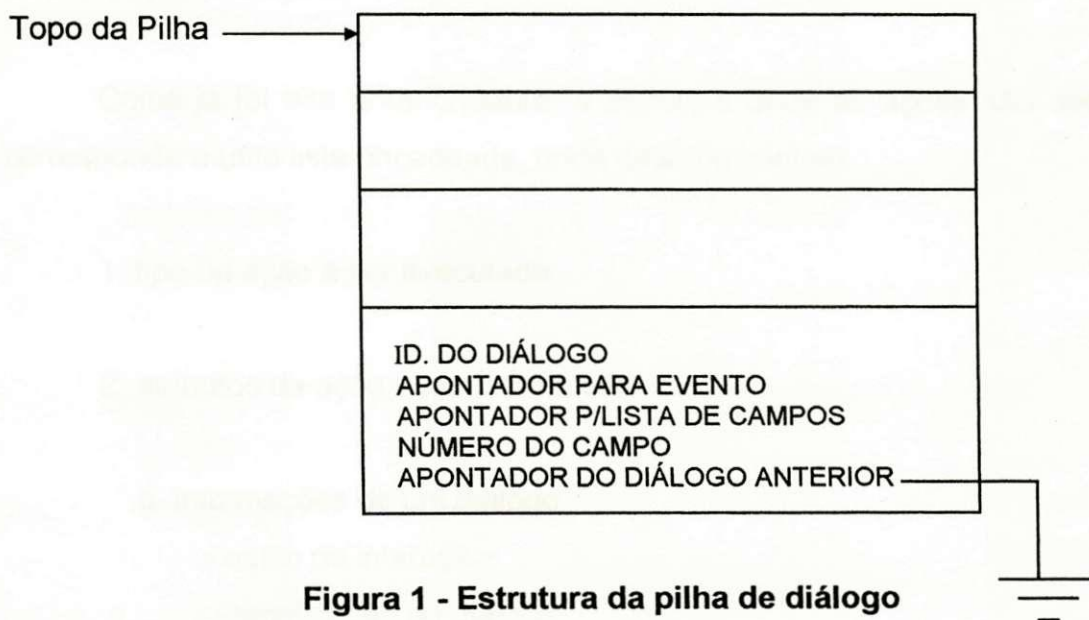 Topo da Pilha
ID. DO DIÁLOGO
APONTADOR PARA EVENTO
APONTADOR P/LISTA DE CAMPOS
NÚMERO DO CAMPO
APONTADOR DO DIÁLOGO ANTERIOR
Figura 1 - Estrutura da pilha de diálogo